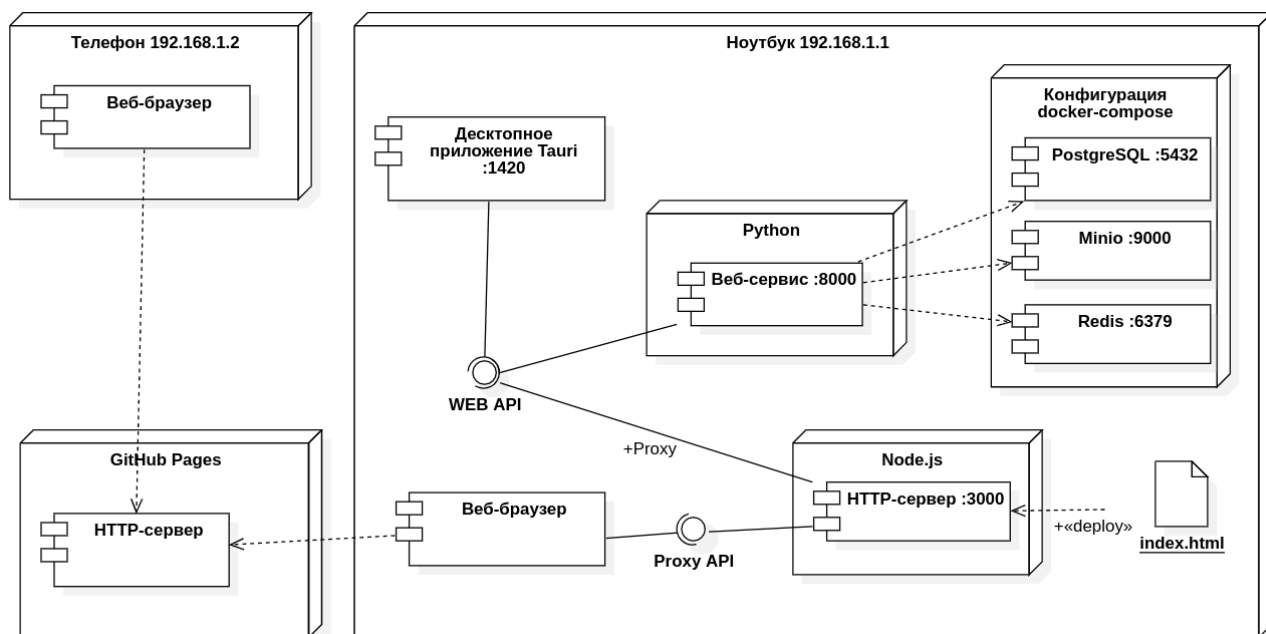 Телефон 192.168.1.2
Веб-браузер
Ноутбук 192.168.1.1
Десктопное
приложение Tauri
:1420
Python
Веб-сервис :8000
Конфигурация
docker-compose
PostgreSQL :5432
Minio :9000
Redis :6379
WEB API
+Proxy
GitHub Pages
HTTP-сервер
Веб-браузер
Proxy API
Node.js
HTTP-сервер :3000
+«deploy»
index.html